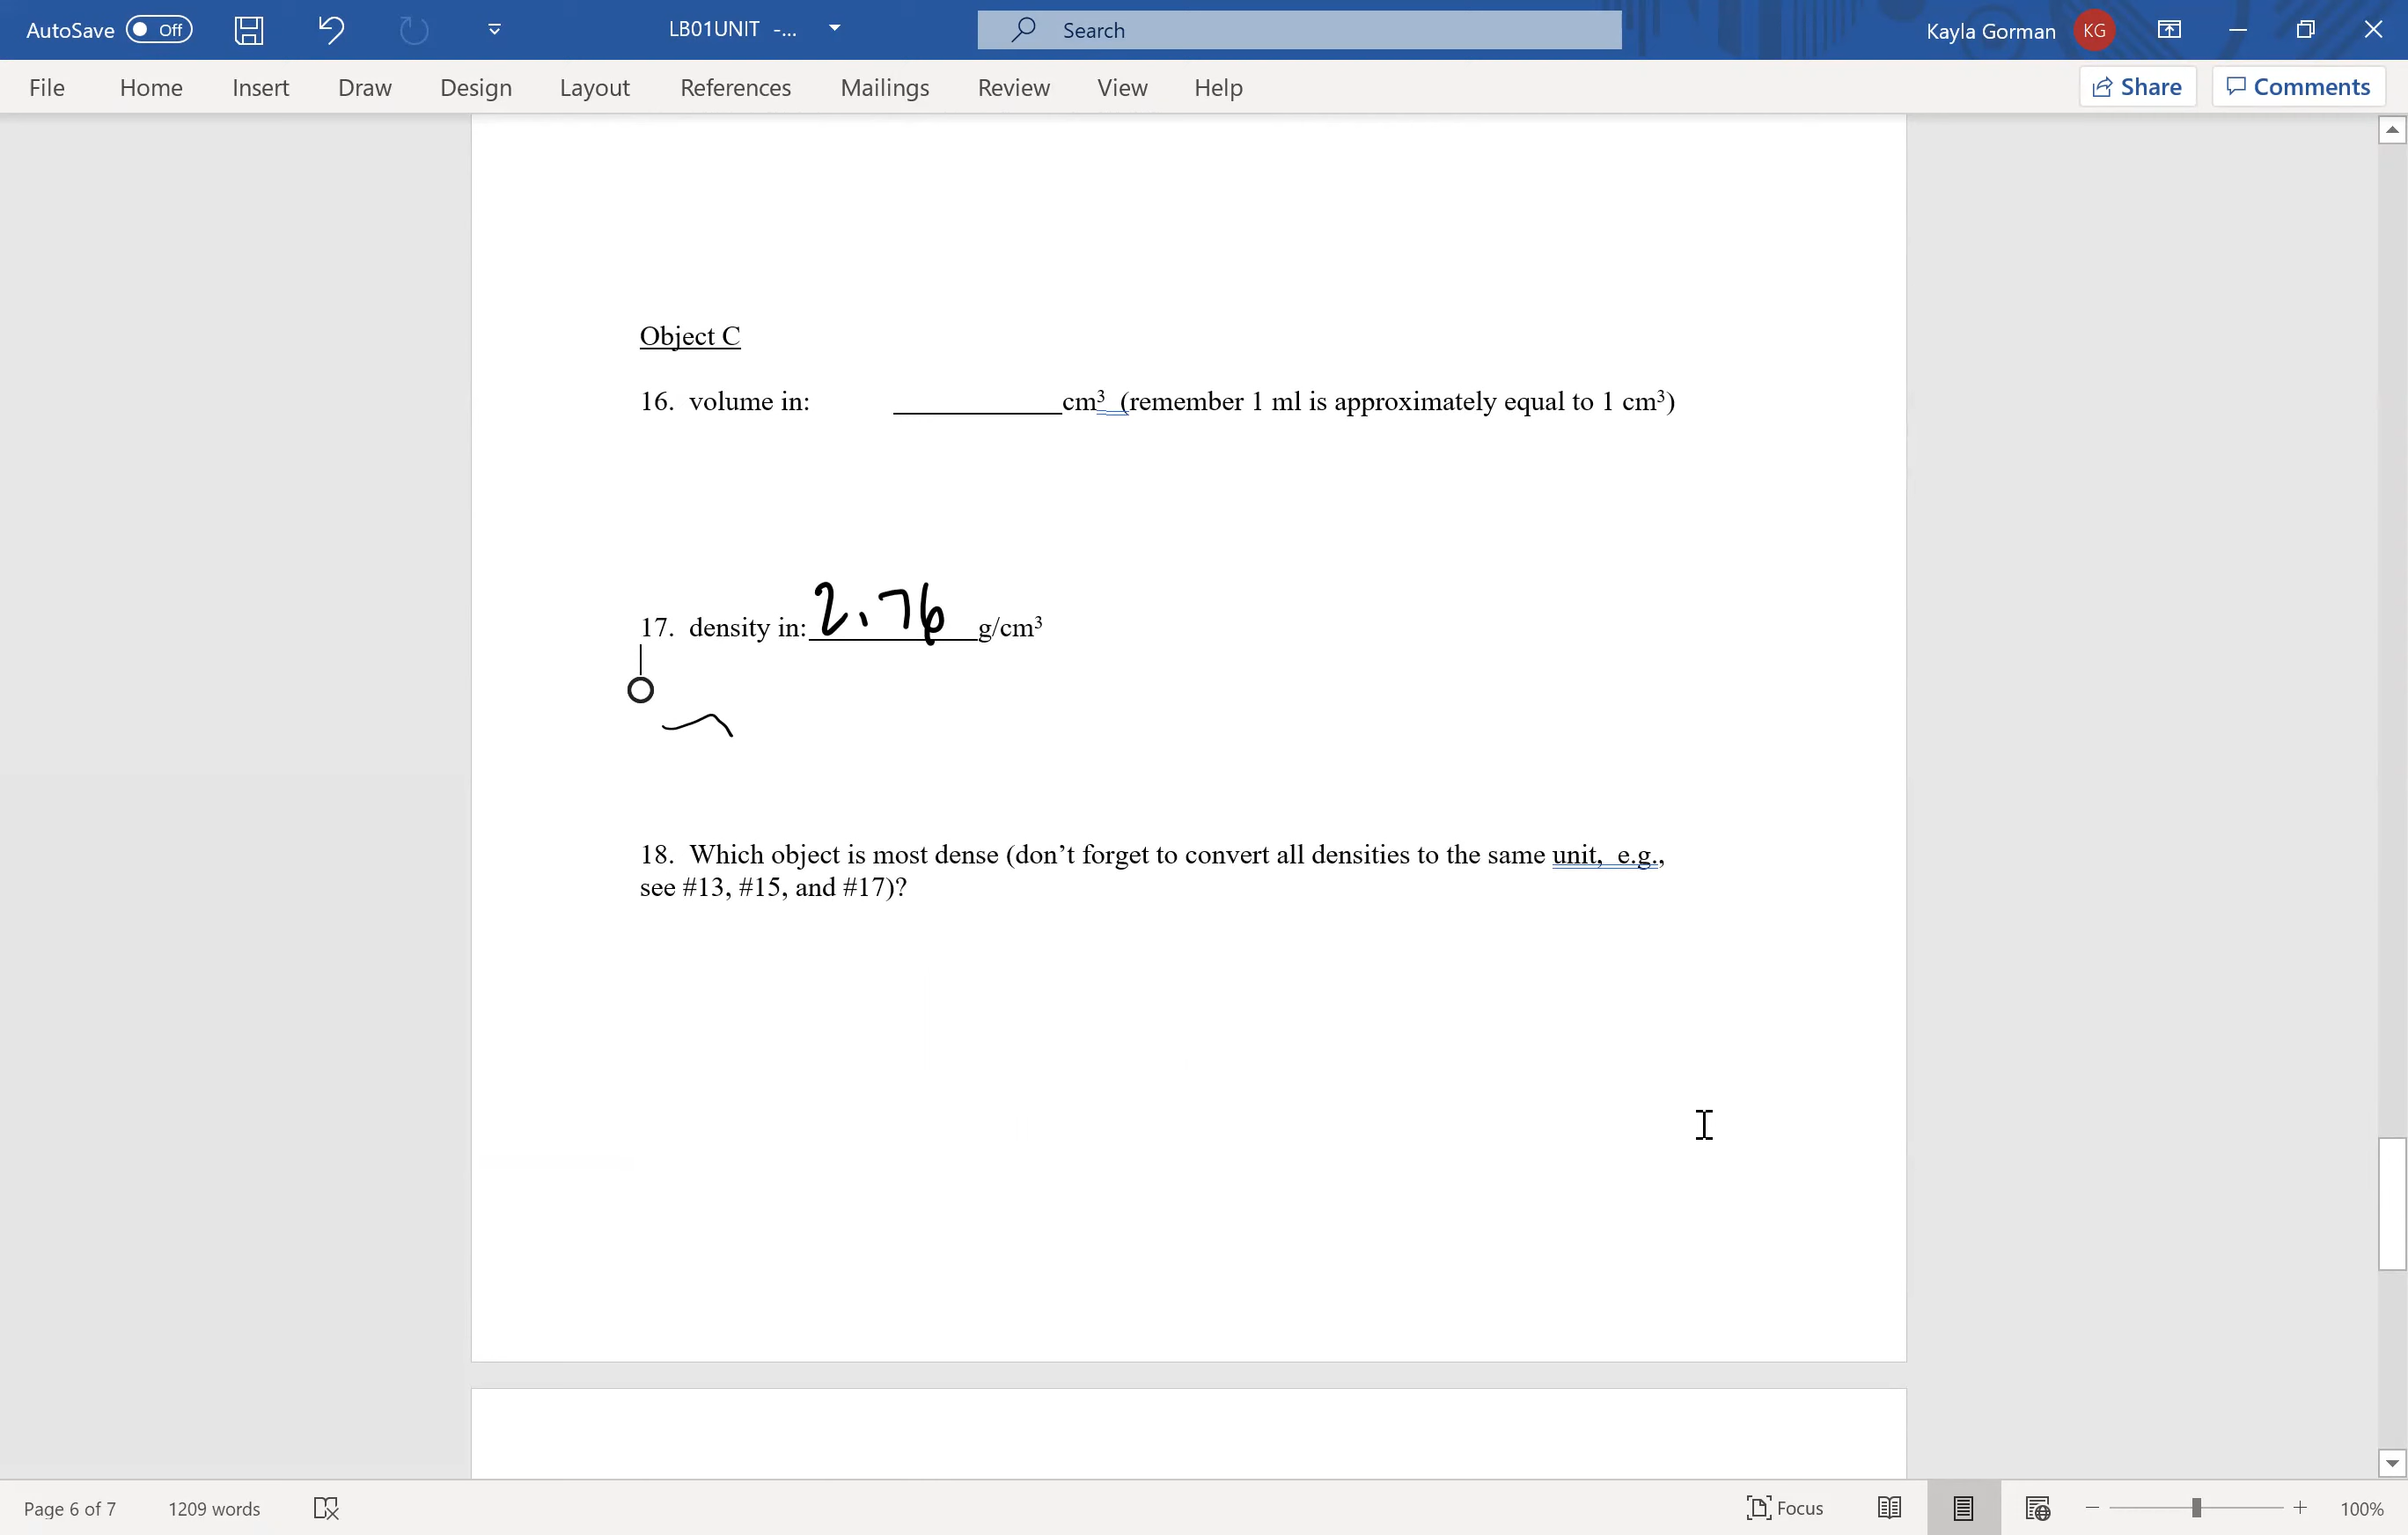 AutoSave Off LB01UNIT -... Search Kayla Gorman KG
File Home Insert Draw Design Layout References Mailings Review View Help Share Comments
Object C
16. volume in: ____________cm³ (remember 1 ml is approximately equal to 1 cm³)
17. density in: 2.76 g/cm³
18. Which object is most dense (don’t forget to convert all densities to the same unit, e.g.,
see #13, #15, and #17)?
Page 6 of 7 1209 words Focus 100%